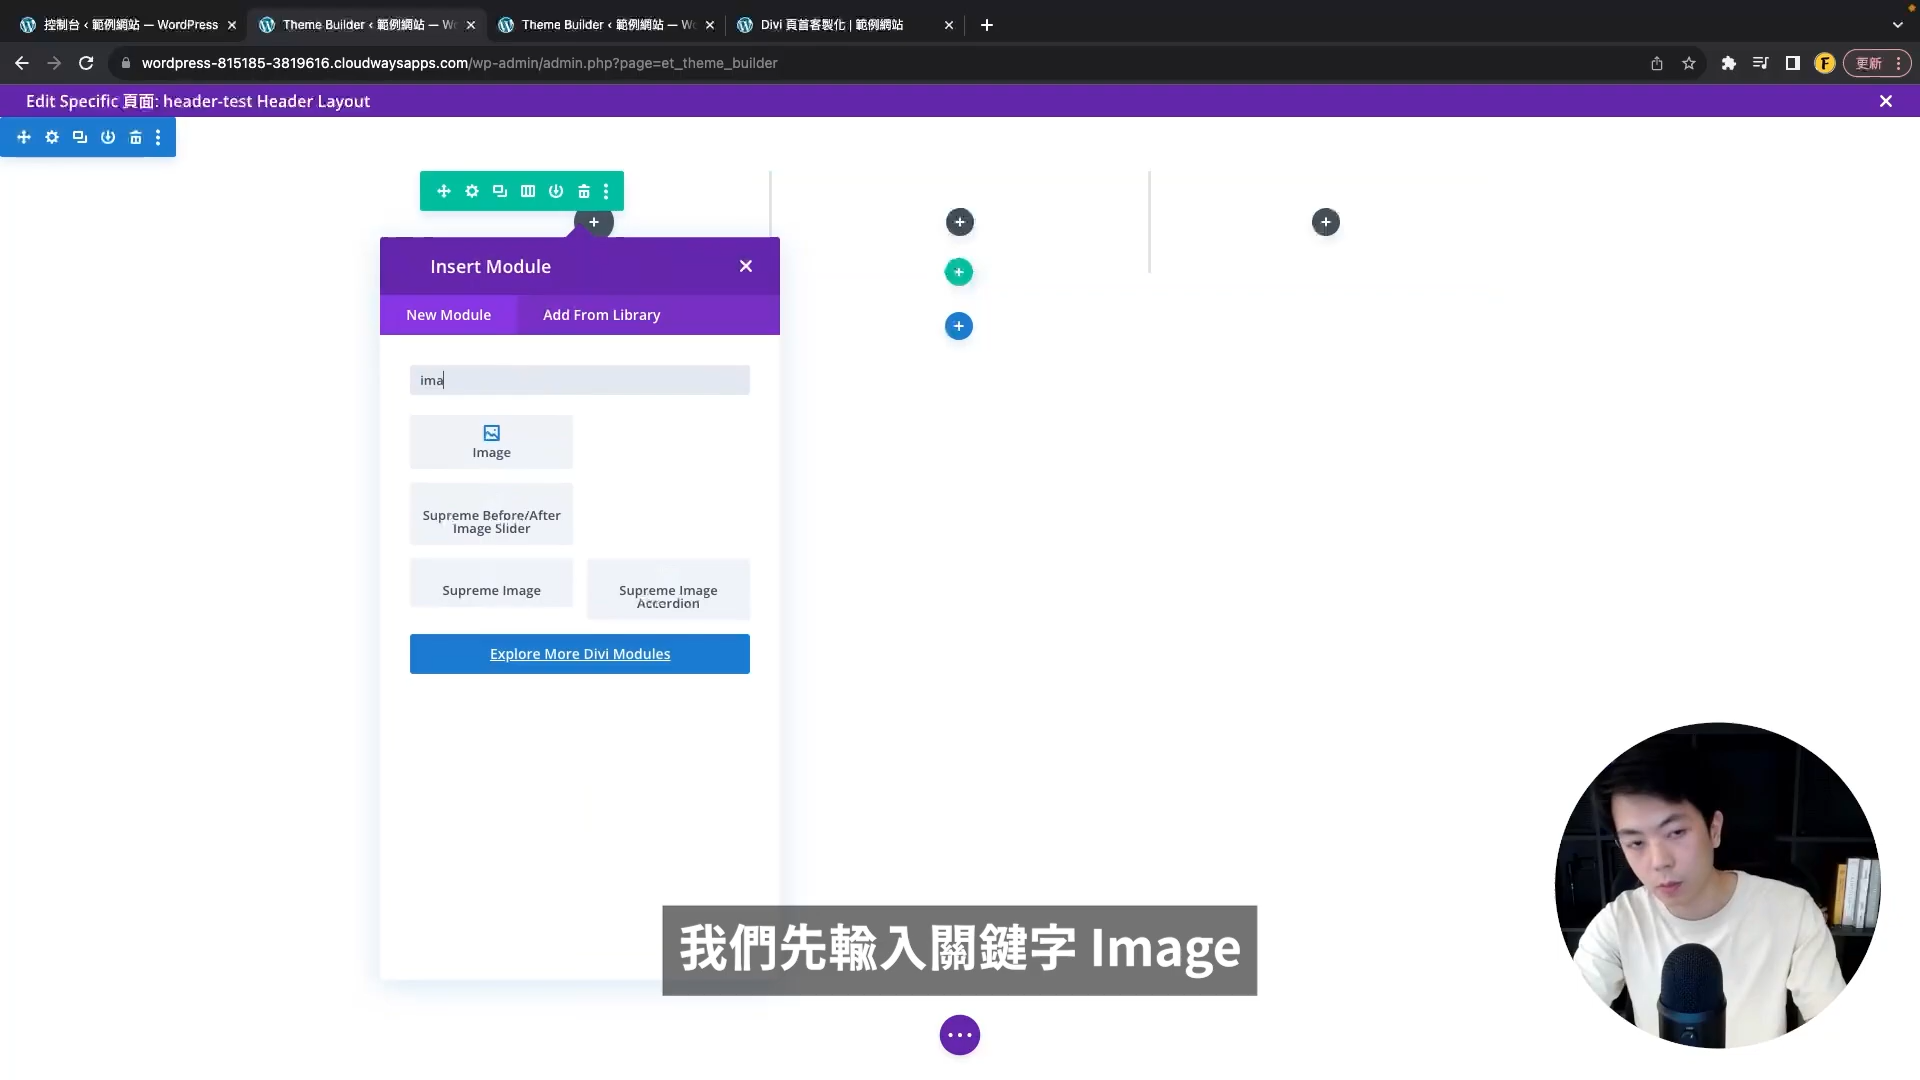 控制台 ‹ 範例網站 — WordPress
Theme Builder ‹ 範例網站 — W
Theme Builder ‹ 範例網站 — W
Divi 頁首客製化 | 範例網站
wordpress-815185-3819616.cloudwaysapps.com/wp-admin/admin.php?page=et_theme_builder
F
更新
Edit Specific 頁面: header-test Header Layout
Insert Module
New Module
Add From Library
ima
Image
Supreme Before/After
Image Slider
Supreme Image
Supreme Image
Accordion
Explore More Divi Modules
我們先輸入關鍵字 Image